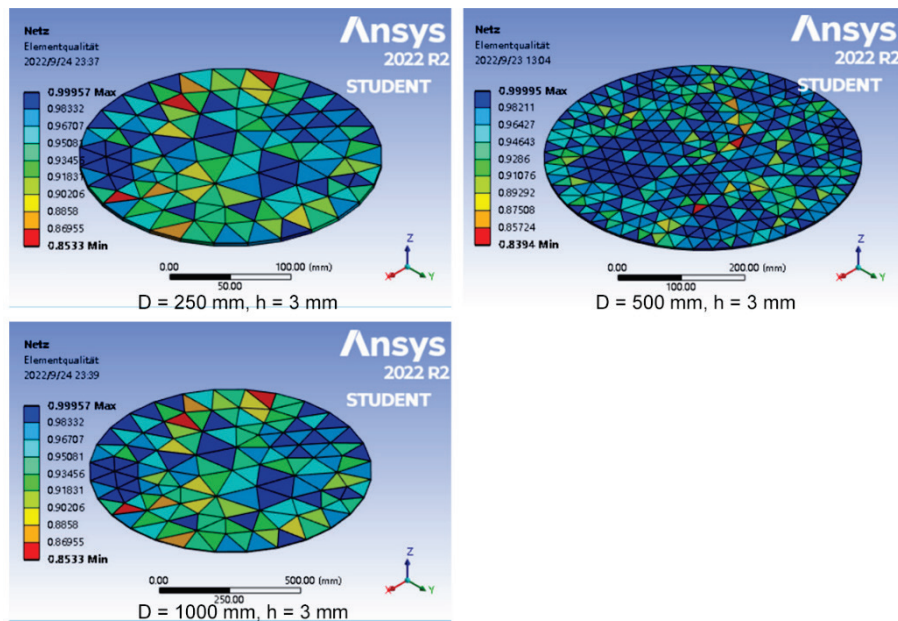 Netz
Elementqualität
2022/9/24 23:37
Ansys
2022 R2
STUDENT
0.99957 Max
0.98332
0.96707
0.95081
0.93456
0.91831
0.90206
0.8858
0.86955
0.8533 Min
0.00 100.00 (mm)
50.00
Z
X Y
D = 250 mm, h = 3 mm
Netz
Elementqualität
2022/9/23 13:04
Ansys
2022 R2
STUDENT
0.99995 Max
0.98211
0.96427
0.94643
0.9286
0.91076
0.89292
0.87508
0.85724
0.8394 Min
0.00 200.00 (mm)
100.00
Z
X Y
D = 500 mm, h = 3 mm
Netz
Elementqualität
2022/9/24 23:39
Ansys
2022 R2
STUDENT
0.99957 Max
0.98332
0.96707
0.95081
0.93456
0.91831
0.90206
0.8858
0.86955
0.8533 Min
0.00 500.00 (mm)
250.00
Z
X Y
D = 1000 mm, h = 3 mm